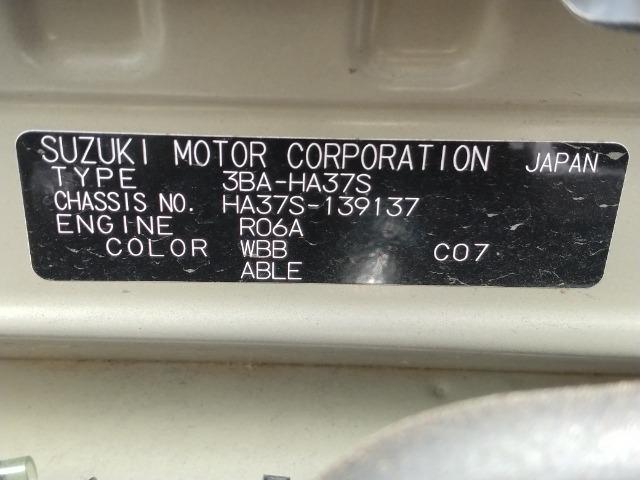 SUZUKI MOTOR CORPORATION JAPAN
TYPE 3BA-HA37S
CHASSIS NO. HA37S-139137
ENGINE R06A
COLOR WBB C07
ABLE